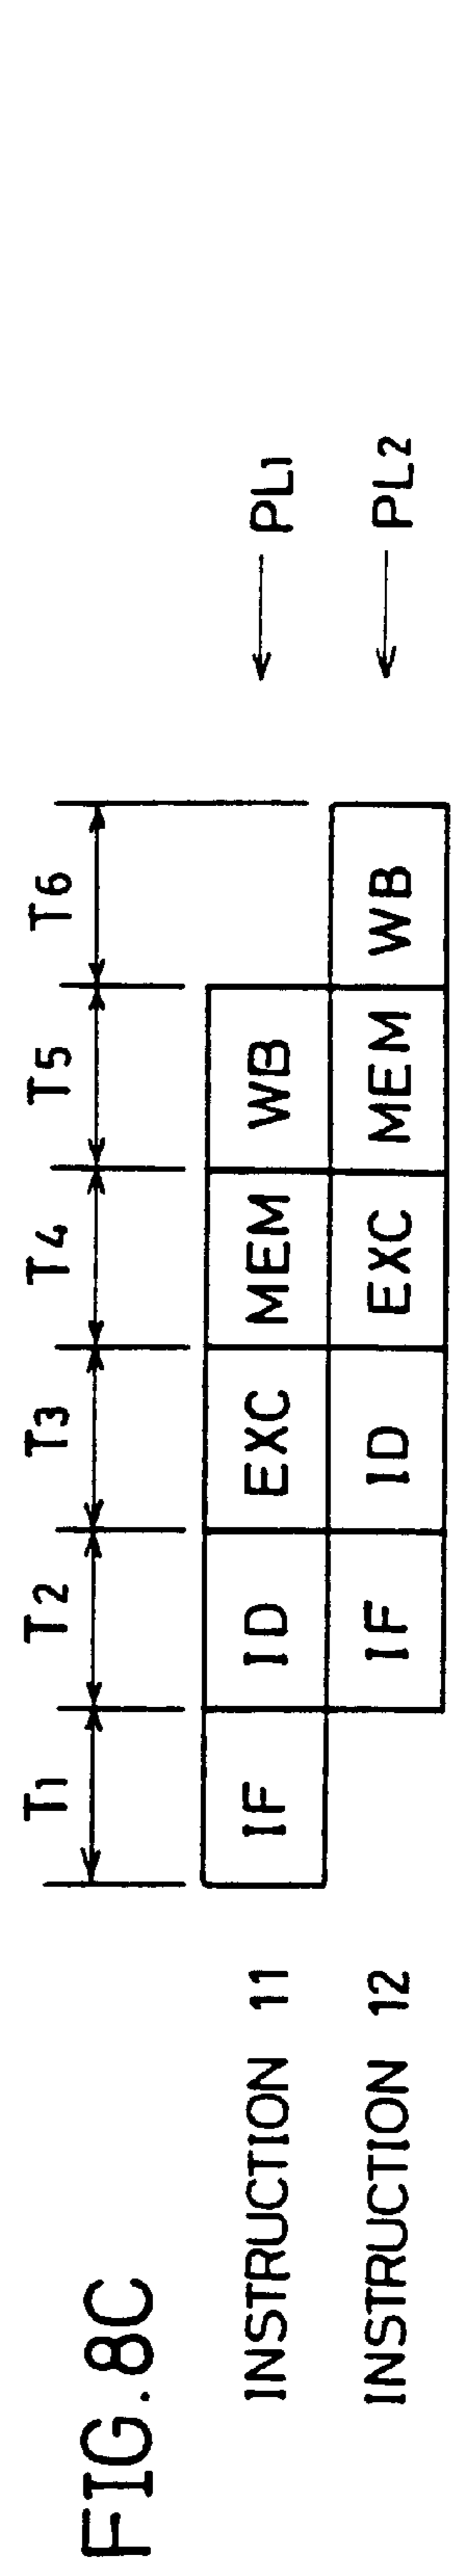 FIG. 8C
T1 T2 T3 T4 T5 T6
INSTRUCTION 11 IF ID EXC MEM WB PL1
INSTRUCTION 12 IF ID EXC MEM WB PL2